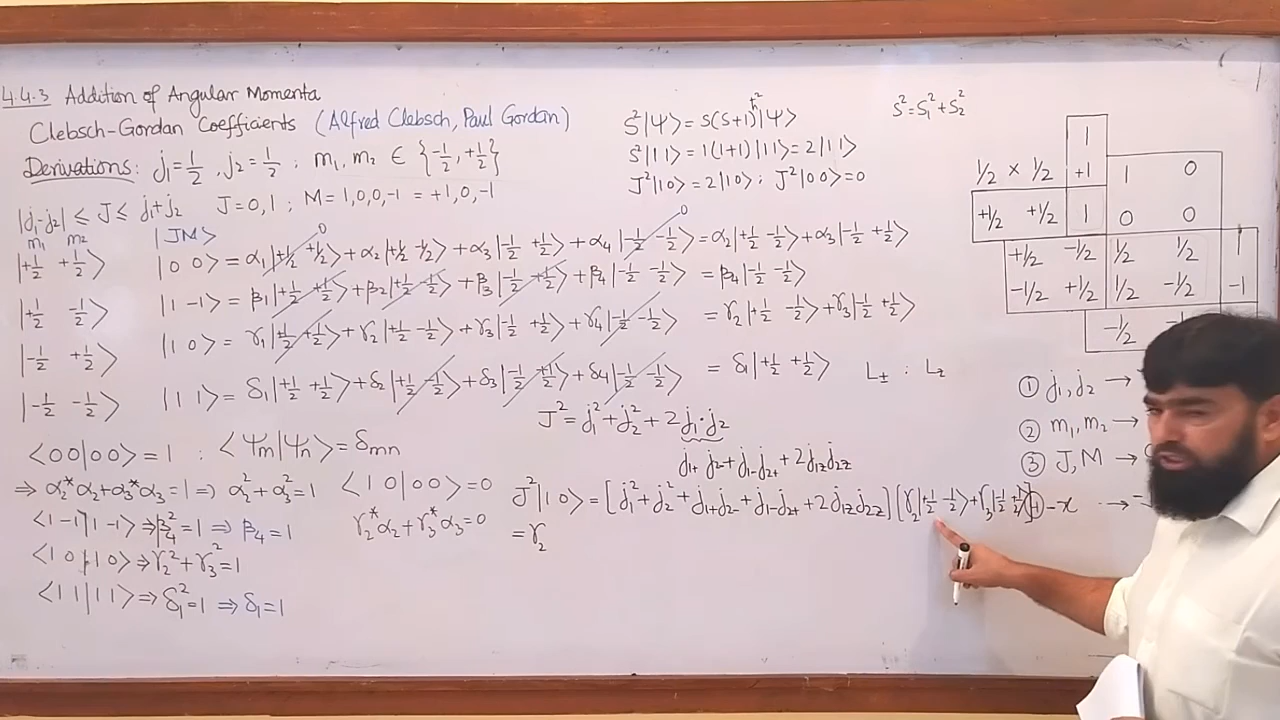 4.4.3 Addition of Angular Momenta
Clebsch-Gordan Coefficients (Alfred Clebsch, Paul Gordan)
Derivations: j₁=1/2, j₂=1/2 ; m₁, m₂ ∈ {-1/2, +1/2}
|j₁-j₂| ≤ J ≤ j₁+j₂ J=0,1 ; M=1,0,0,-1 = +1,0,-1
m₁ m₂ |JM>
|+1/2 +1/2> |0 0> = α₁|+1/2 +1/2> + α₂|+1/2 -1/2> + α₃|-1/2 +1/2> + α₄|-1/2 -1/2> = α₂|+1/2 -1/2> + α₃|-1/2 +1/2>
|+1/2 -1/2> |1 -1> = β₁|+1/2 +1/2> + β₂|+1/2 -1/2> + β₃|-1/2 +1/2> + β₄|-1/2 -1/2> = β₄|-1/2 -1/2>
|-1/2 +1/2> |1 0> = γ₁|+1/2 +1/2> + γ₂|+1/2 -1/2> + γ₃|-1/2 +1/2> + γ₄|-1/2 -1/2> = γ₂|+1/2 -1/2> + γ₃|-1/2 +1/2>
|-1/2 -1/2> |1 1> = δ₁|+1/2 +1/2> + δ₂|+1/2 -1/2> + δ₃|-1/2 +1/2> + δ₄|-1/2 -1/2> = δ₁|+1/2 +1/2> L± : Lz
<00|00> = 1 : <Ψm|Ψn> = δmn
⇒ α₂*α₂ + α₃*α₃ = 1 ⇒ α₂² + α₃² = 1
<1 -1|1 -1> ⇒ β₄² = 1 ⇒ β₄ = 1
<1 0|1 0> ⇒ γ₂² + γ₃² = 1
<1 1|1 1> ⇒ δ₁² = 1 ⇒ δ₁ = 1
<1 0|0 0> = 0
γ₂*α₂ + γ₃*α₃ = 0
J² = j₁² + j₂² + 2j₁·j₂
j₁₊ j₂₋ + j₁₋ j₂₊ + 2j₁z j₂z
J²|1 0> = [j₁² + j₂² + j₁₊j₂₋ + j₁₋j₂₊ + 2j₁z j₂z] [γ₂|+1/2 -1/2> + γ₃|-1/2 +1/2>]
= γ₂
S²|Ψ> = S(S+1)ħ²|Ψ>
S²|1 1> = 1(1+1)|1 1> = 2|1 1>
J²|1 0> = 2|1 0> ; J²|0 0> = 0
S² = S₁² + S₂²
1
1/2 × 1/2 +1 1 0
+1/2 +1/2 1 0 0
+1/2 -1/2 1/2 1/2 1
-1/2 +1/2 1/2 -1/2 -1
-1/2
① j₁, j₂ →
② m₁, m₂ →
③ J, M →
-x →